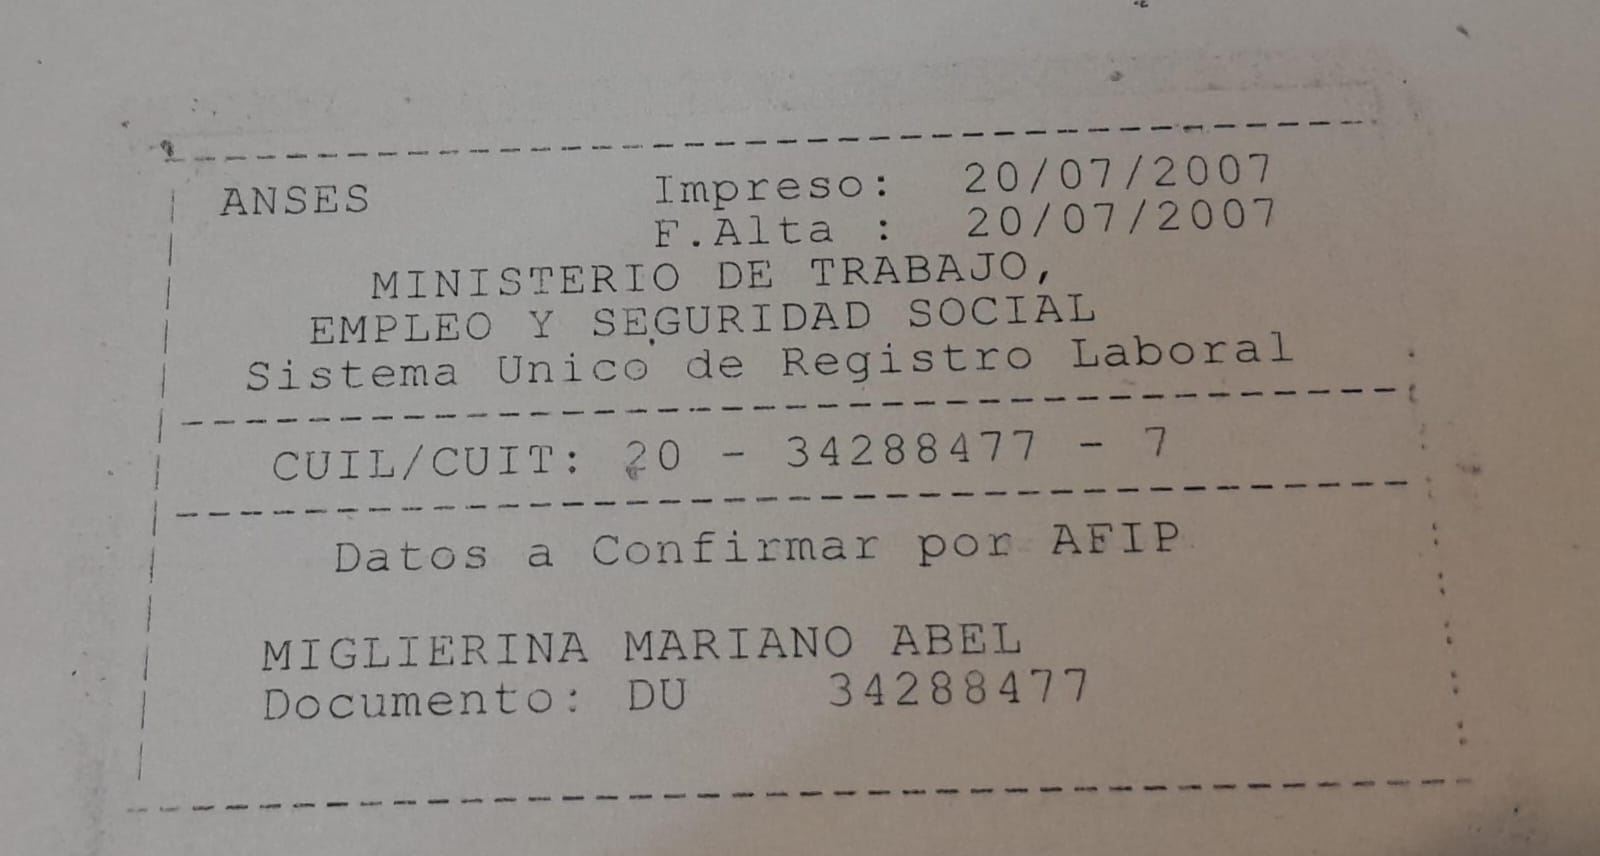 ANSES Impreso: 20/07/2007
F.Alta : 20/07/2007
MINISTERIO DE TRABAJO,
EMPLEO Y SEGURIDAD SOCIAL
Sistema Unico de Registro Laboral
CUIL/CUIT: 20 - 34288477 - 7
Datos a Confirmar por AFIP
MIGLIERINA MARIANO ABEL
Documento: DU 34288477